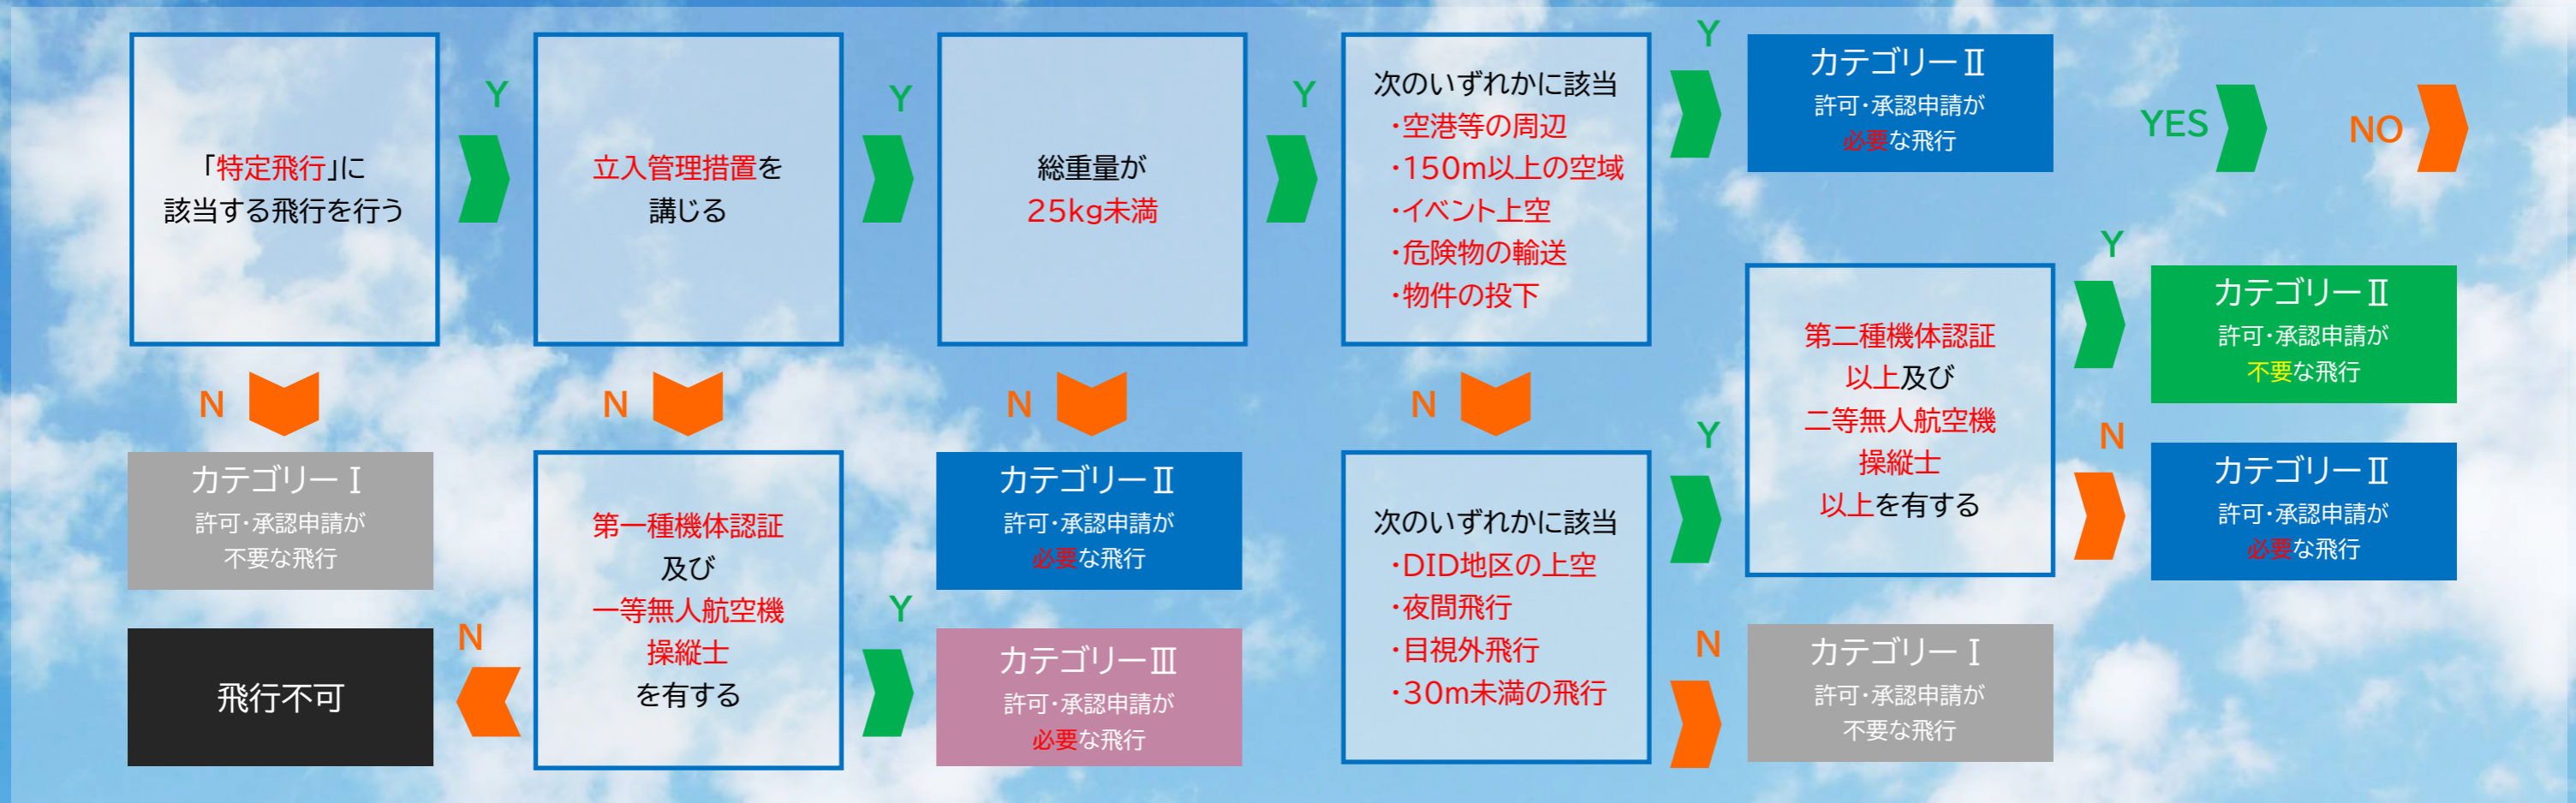 「特定飛行」に
該当する飛行を行う
Y
立入管理措置を
講じる
Y
総重量が
25kg未満
Y
次のいずれかに該当
・空港等の周辺
・150m以上の空域
・イベント上空
・危険物の輸送
・物件の投下
Y
カテゴリーⅡ
許可・承認申請が
必要な飛行
YES
NO
N
カテゴリーⅠ
許可・承認申請が
不要な飛行
N
第一種機体認証
及び
一等無人航空機
操縦士
を有する
N
飛行不可
Y
カテゴリーⅢ
許可・承認申請が
必要な飛行
N
カテゴリーⅡ
許可・承認申請が
必要な飛行
N
次のいずれかに該当
・DID地区の上空
・夜間飛行
・目視外飛行
・30m未満の飛行
Y
第二種機体認証
以上及び
二等無人航空機
操縦士
以上を有する
Y
カテゴリーⅡ
許可・承認申請が
不要な飛行
N
カテゴリーⅡ
許可・承認申請が
必要な飛行
N
カテゴリーⅠ
許可・承認申請が
不要な飛行